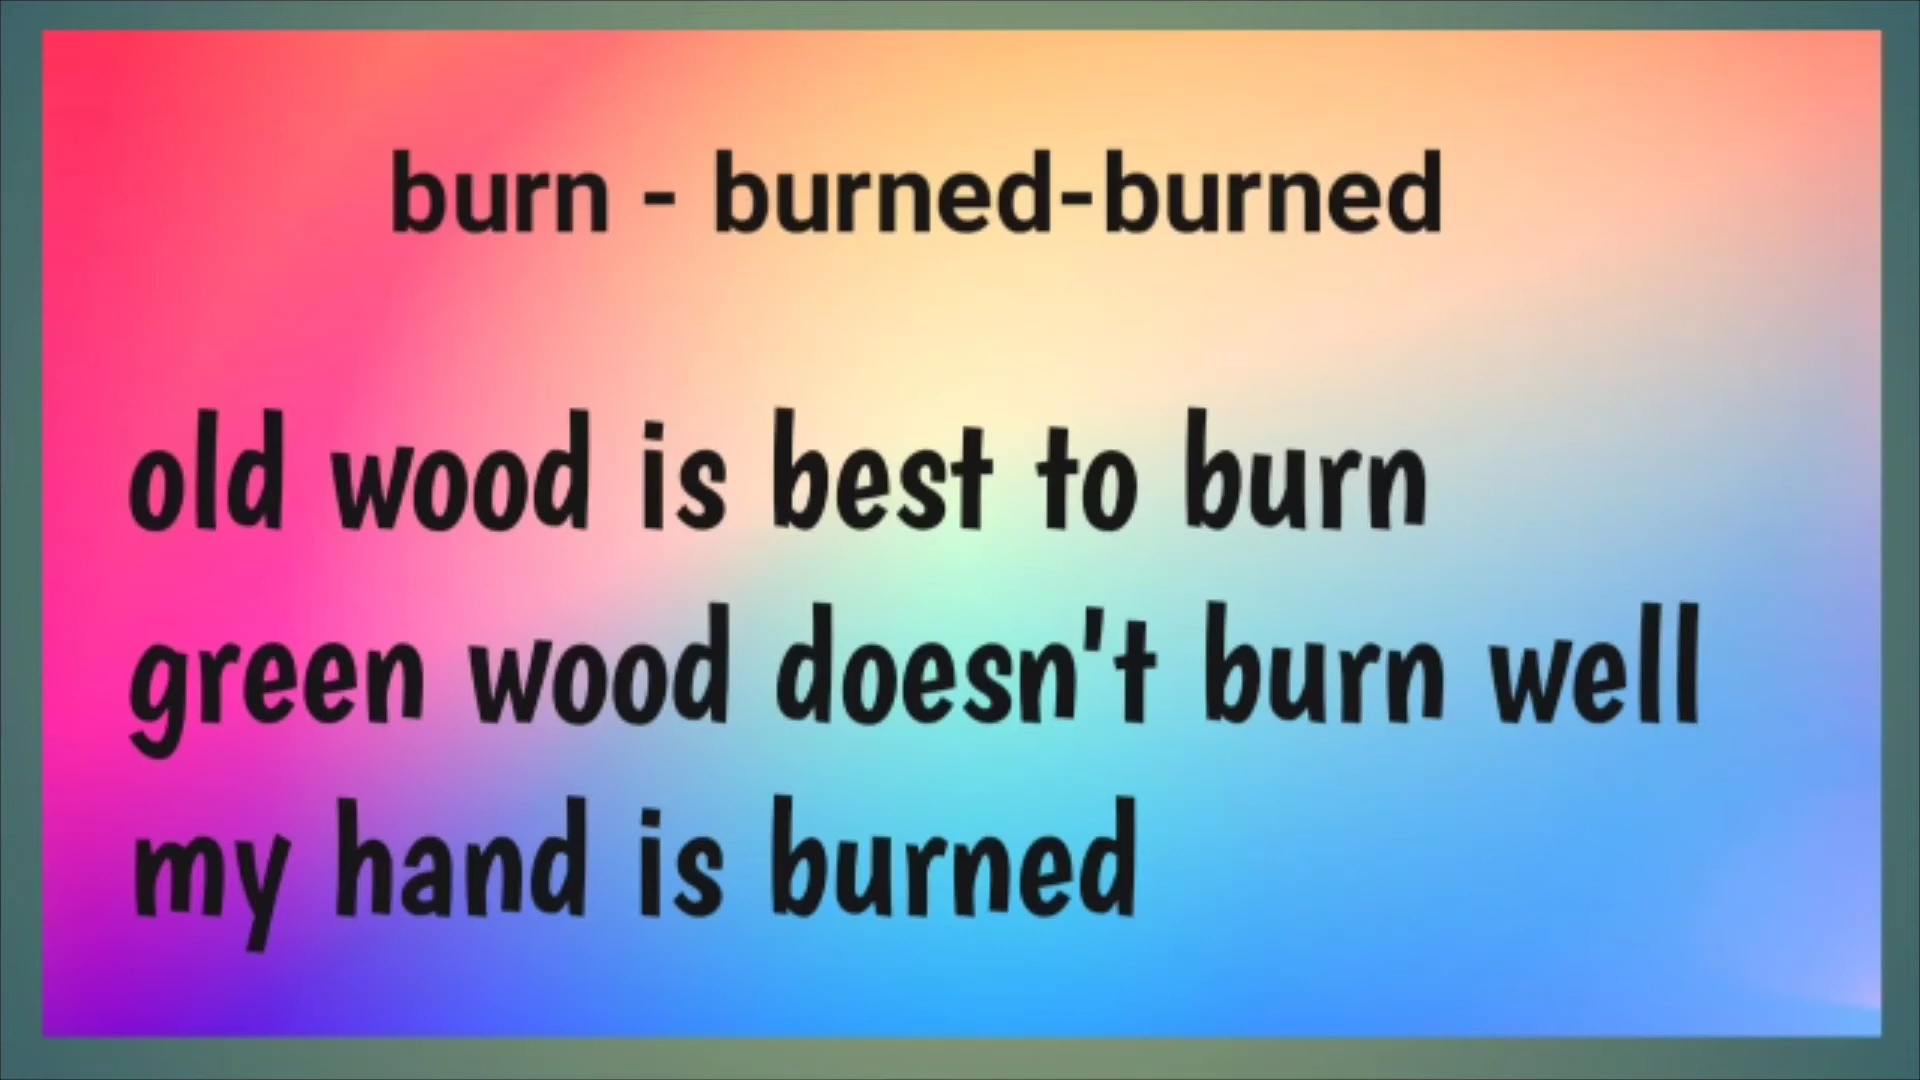 burn - burned-burned
old wood is best to burn
green wood doesn't burn well
my hand is burned